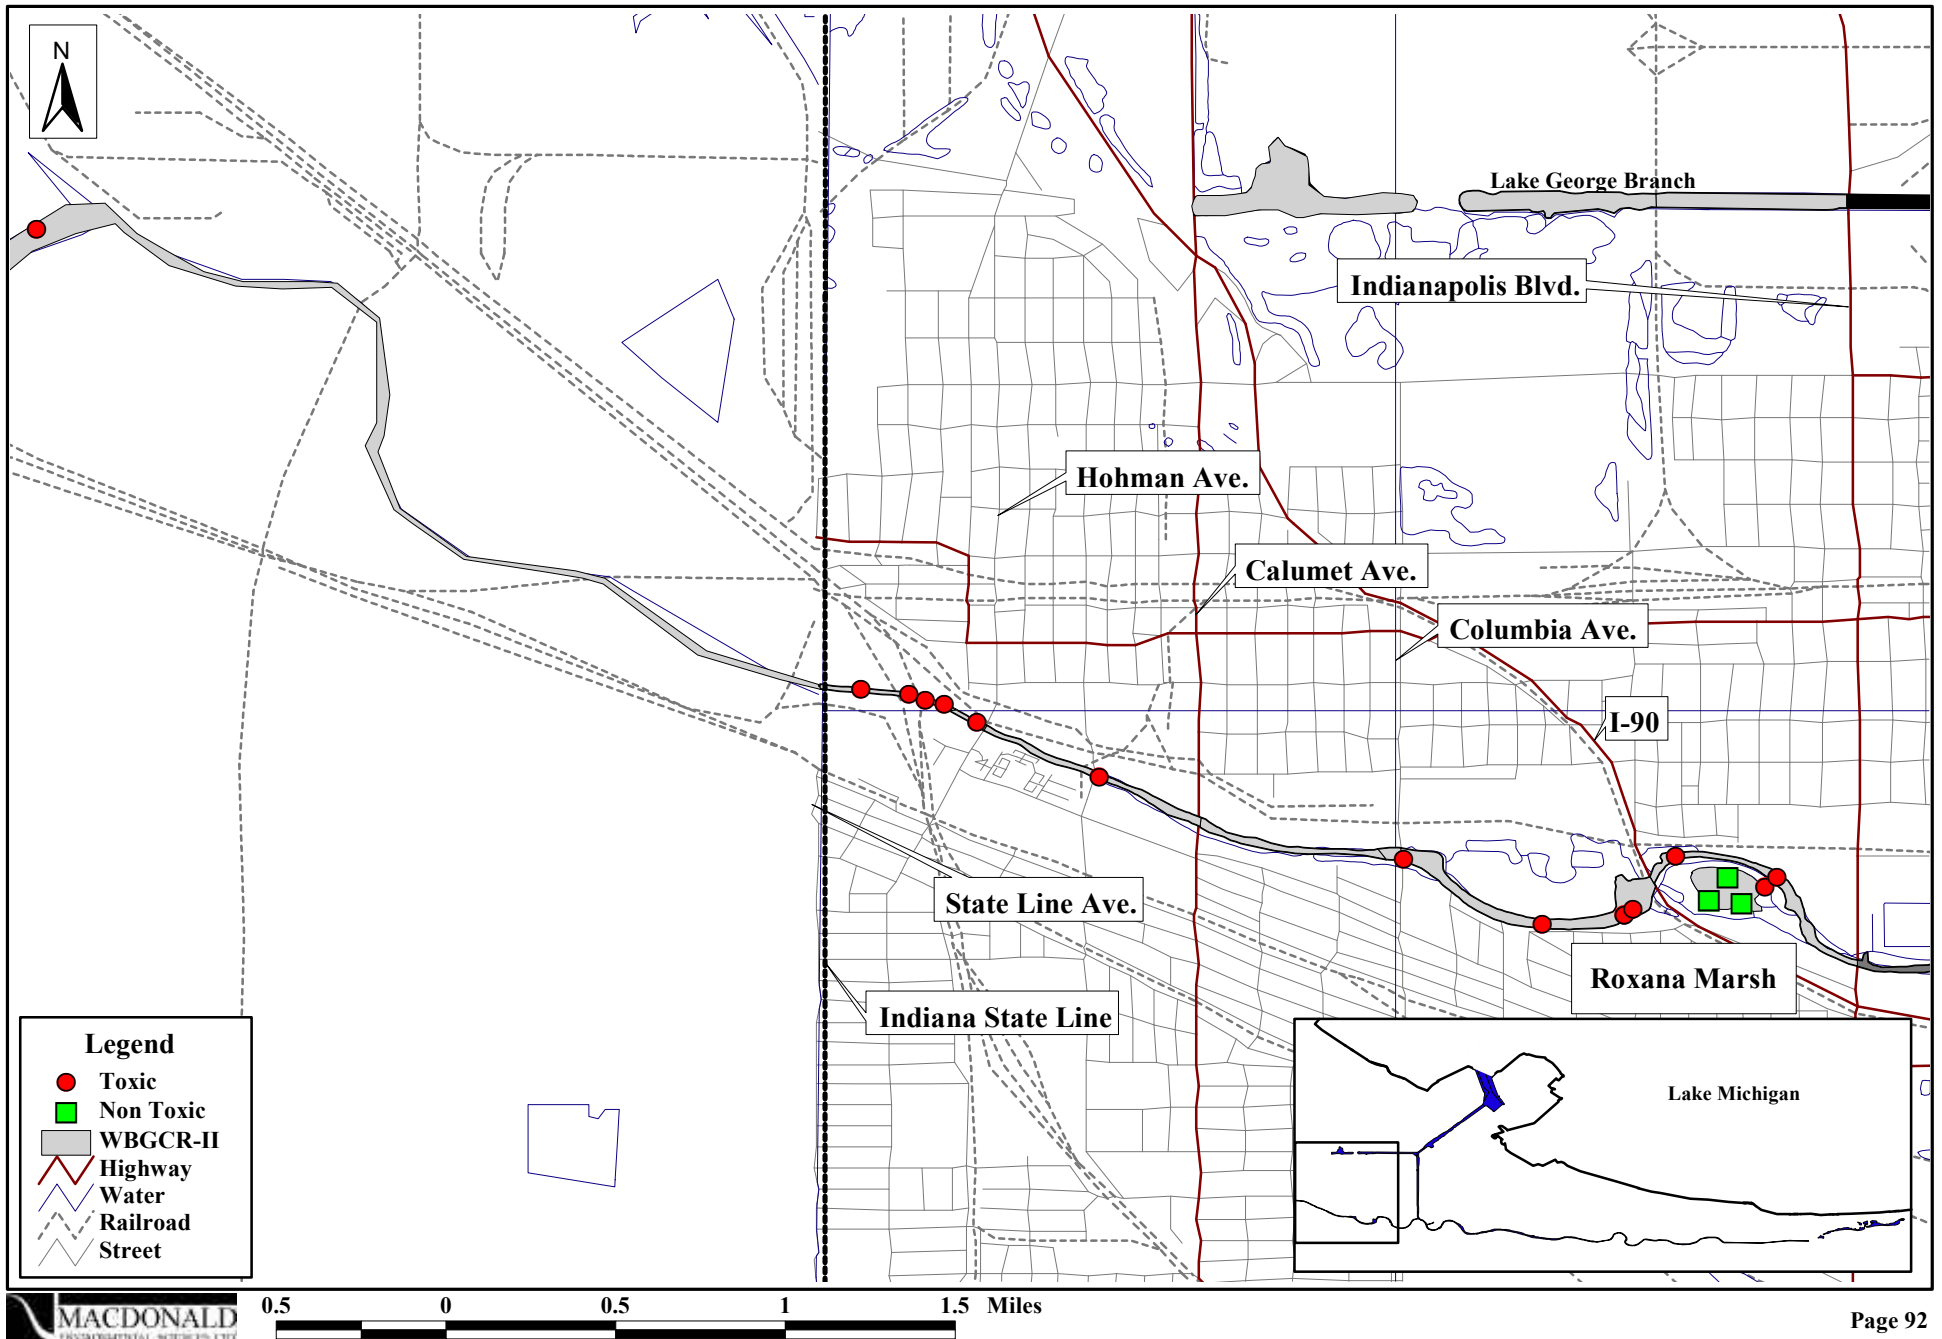 N
Lake George Branch
Indianapolis Blvd.
Hohman Ave.
Calumet Ave.
Columbia Ave.
I-90
State Line Ave.
Roxana Marsh
Indiana State Line
Legend
Toxic
Non Toxic
WBGCR-II
Highway
Water
Railroad
Street
Lake Michigan
MACDONALD
0.5 0 0.5 1 1.5 Miles
Page 92